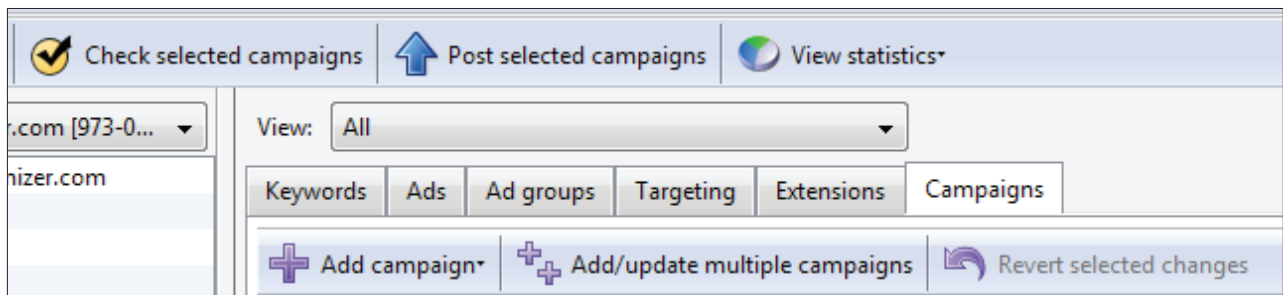 Check selected campaigns Post selected campaigns View statistics
r.com [973-0... View: All
nizer.com
Keywords Ads Ad groups Targeting Extensions Campaigns
Add campaign Add/update multiple campaigns Revert selected changes